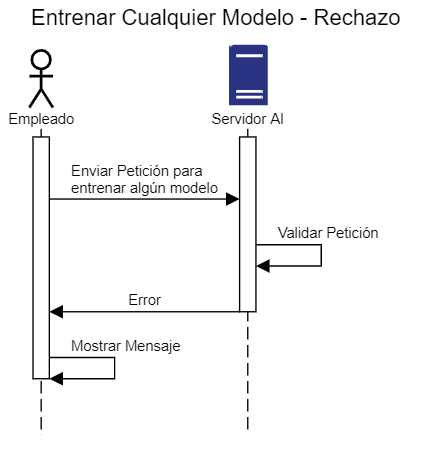 Entrenar Cualquier Modelo - Rechazo
Empleado
Servidor AI
Enviar Petición para
entrenar algún modelo
Validar Petición
Error
Mostrar Mensaje